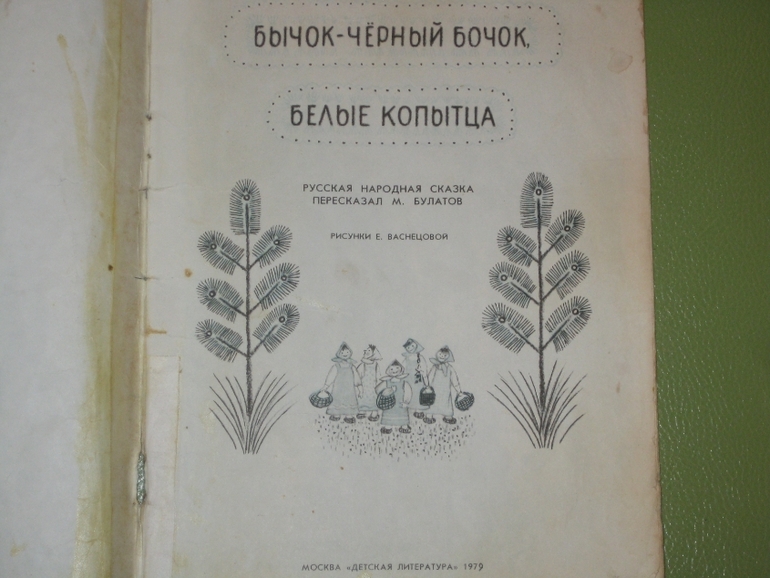 БЫЧОК-ЧЁРНЫЙ БОЧОК,
БЕЛЫЕ КОПЫТЦА
РУССКАЯ НАРОДНАЯ СКАЗКА
ПЕРЕСКАЗАЛ М. БУЛАТОВ
РИСУНКИ Е. ВАСНЕЦОВОЙ
МОСКВА «ДЕТСКАЯ ЛИТЕРАТУРА» 1979